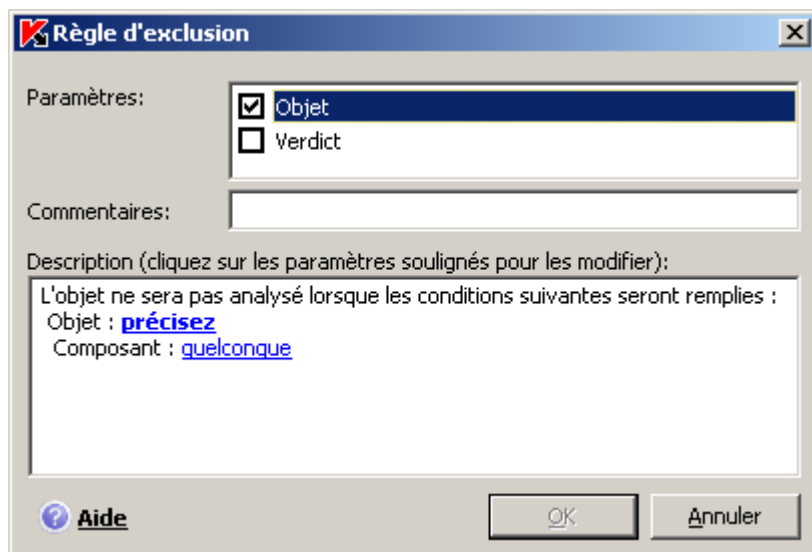 Règle d'exclusion
Paramètres:
Objet
Verdict
Commentaires:
Description (cliquez sur les paramètres soulignés pour les modifier):
L'objet ne sera pas analysé lorsque les conditions suivantes seront remplies :
Objet : précisez
Composant : quelconque
Aide
OK
Annuler